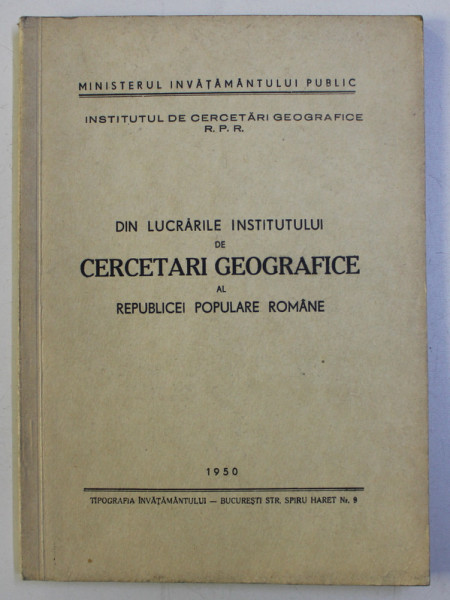 MINISTERUL INVĂȚĂMÂNTULUI PUBLIC
INSTITUTUL DE CERCETĂRI GEOGRAFICE
R. P. R.
DIN LUCRĂRILE INSTITUTULUI
DE
CERCETARI GEOGRAFICE
AL
REPUBLICEI POPULARE ROMÂNE
1950
TIPOGRAFIA ÎNVĂȚĂMÂNTULUI — BUCUREȘTI STR. SPIRU HARET Nr. 9